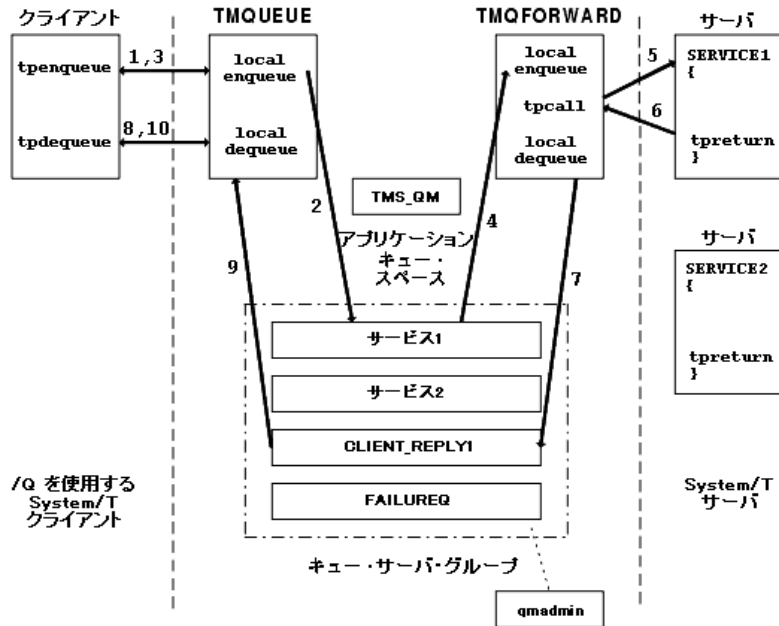 クライアント
TMQUEUE
TMQFORWARD
サーバ
tpenqueue
1,3
local
enqueue
local
enqueue
5
SERVICE1
{
tpcall
6
tpdequeue
8,10
local
dequeue
local
dequeue
tpreturn
}
2
TMS_QM
4
アプリケーション
キュー・
スペース
9
7
サーバ
SERVICE2
{
サービス1
tpreturn
}
サービス2
CLIENT_REPLY1
FAILUREQ
/Q を使用する
System/T
クライアント
System/T
サーバ
キュー・サーバ・グループ
qmadmin